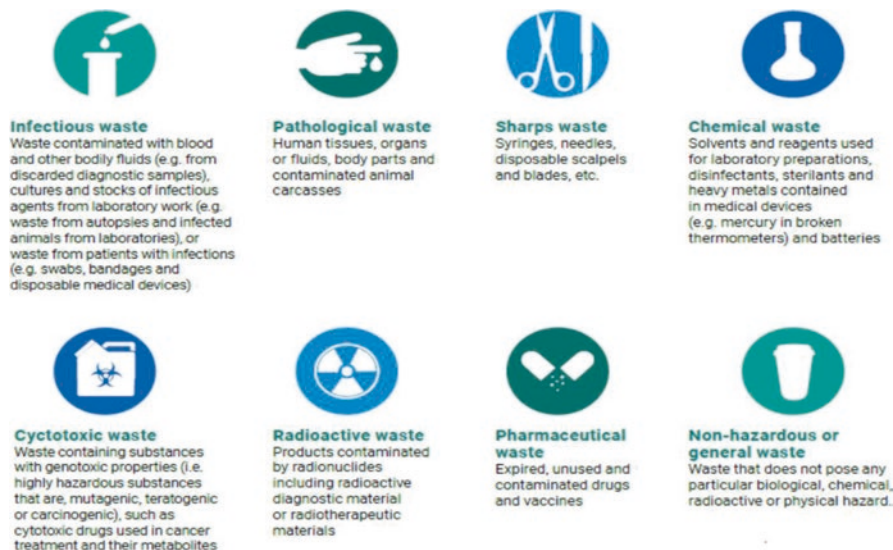 Infectious waste
Waste contaminated with blood
and other bodily fluids (e.g. from
discarded diagnostic samples),
cultures and stocks of infectious
agents from laboratory work (e.g.
waste from autopsies and infected
animals from laboratories), or
waste from patients with infections
(e.g. swabs, bandages and
disposable medical devices)
Pathological waste
Human tissues, organs
or fluids, body parts and
contaminated animal
carcasses
Sharps waste
Syringes, needles,
disposable scalpels
and blades, etc.
Chemical waste
Solvents and reagents used
for laboratory preparations,
disinfectants, sterilants and
heavy metals contained
in medical devices
(e.g. mercury in broken
thermometers) and batteries
Cyctotoxic waste
Waste containing substances
with genotoxic properties (i.e.
highly hazardous substances
that are, mutagenic, teratogenic
or carcinogenic), such as
cytotoxic drugs used in cancer
treatment and their metabolites
Radioactive waste
Products contaminated
by radionuclides
including radioactive
diagnostic material
or radiotherapeutic
materials
Pharmaceutical
waste
Expired, unused and
contaminated drugs
and vaccines
Non-hazardous or
general waste
Waste that does not pose any
particular biological, chemical,
radioactive or physical hazard..